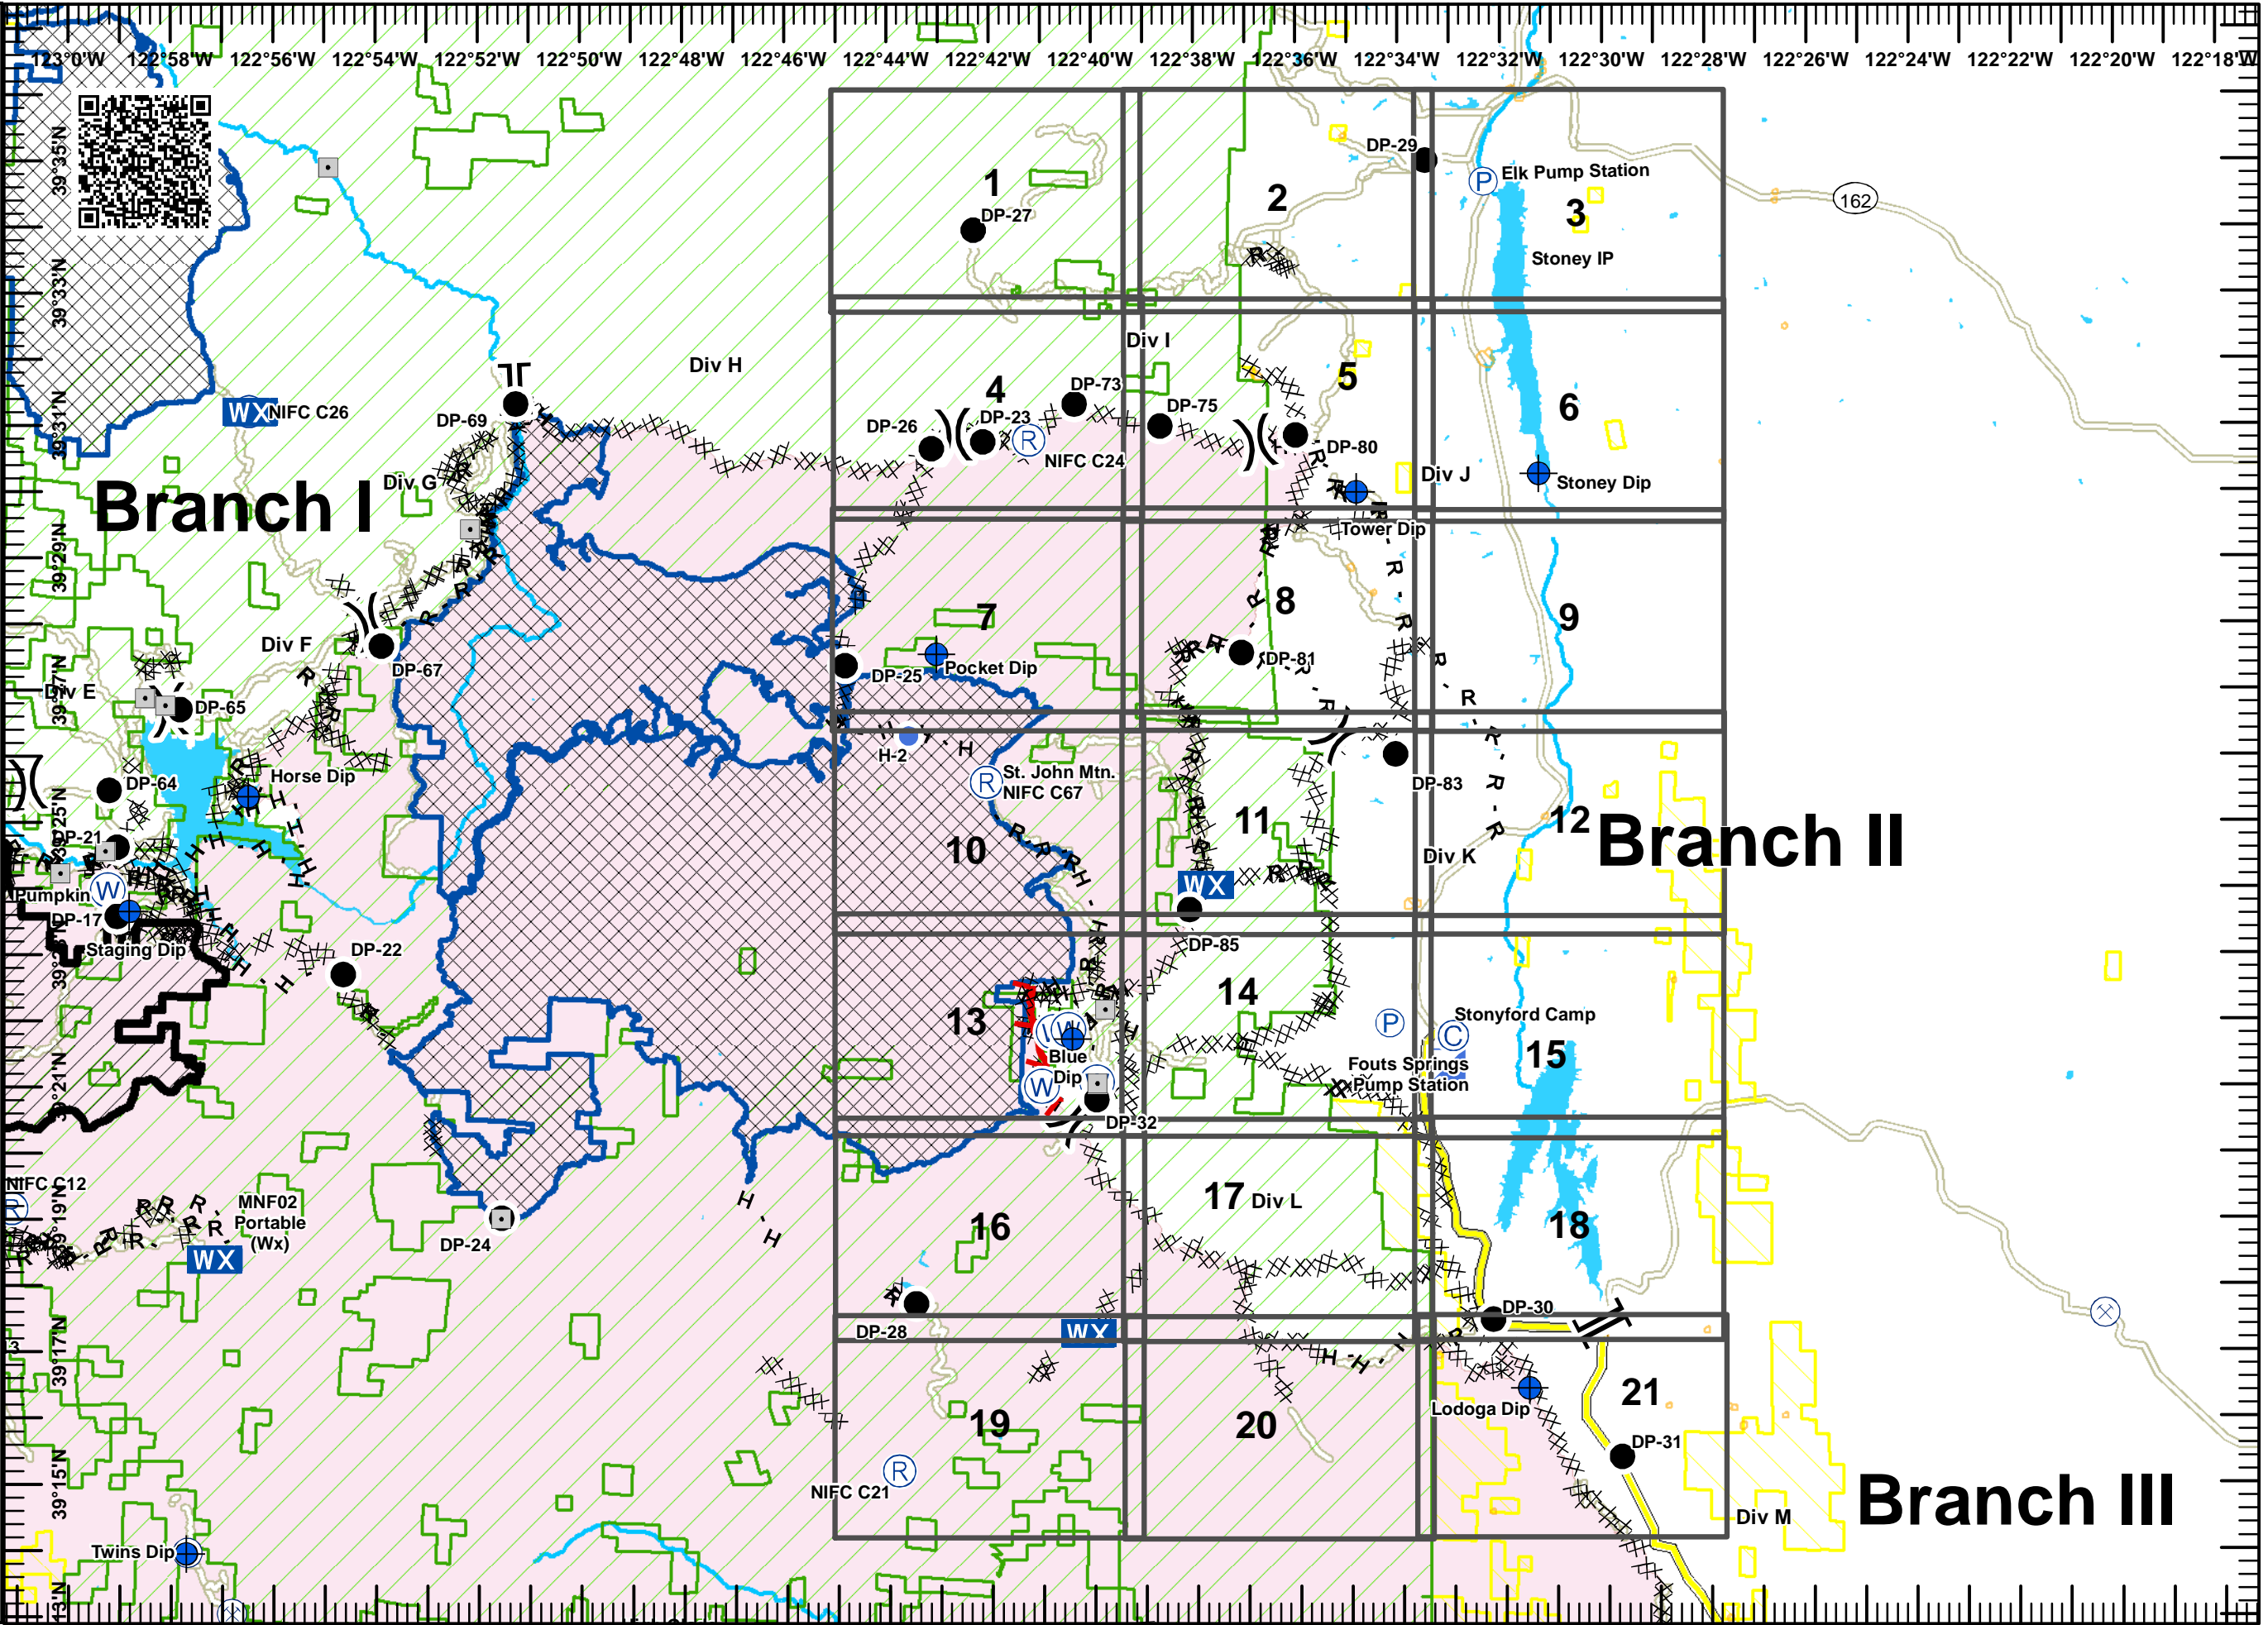 123°0'W 122°58'W 122°56'W 122°54'W 122°52'W 122°50'W 122°48'W 122°46'W 122°44'W 122°42'W 122°40'W 122°38'W 122°36'W 122°34'W 122°32'W 122°30'W 122°28'W 122°26'W 122°24'W 122°22'W 122°20'W 122°18'W
39°35'N
DP-29
Elk Pump Station
P
1
2
3
162
DP-27
R
Stoney IP
39°33'N
Div I
Div H
4
5
6
DP-73
DP-75
WX NIFC C26
DP-69
DP-26
DP-23
R
NIFC C24
DP-80
39°31'N
Div G
Div J
Stoney Dip
Branch I
Tower Dip
39°29'N
7
8
9
Div F
DP-67
DP-25
Pocket Dip
DP-81
Div E
39°27'N
DP-65
H-2
Horse Dip
DP-64
R
St. John Mtn.
NIFC C67
DP-83
39°25'N
DP-21
10
11
12
Branch II
Div K
Pumpkin
W
WX
DP-17
Staging Dip
DP-22
DP-85
39°23'N
13
14
P
Stonyford Camp
C
15
W
Blue
Dip
W
Fouts Springs
Pump Station
39°21'N
DP-32
NIFC C12
R
39°19'N
MNF02
Portable
(Wx)
WX
DP-24
16
17
Div L
18
DP-28
WX
DP-30
39°17'N
19
20
21
Lodoga Dip
DP-31
R
NIFC C21
39°15'N
Div M
Branch III
Twins Dip
13'N